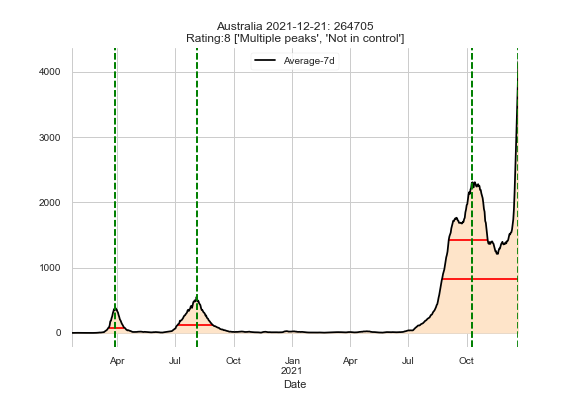 Australia 2021-12-21: 264705
Rating:8 ['Multiple peaks', 'Not in control']
Average-7d
4000
3000
2000
1000
0
Apr Jul Oct Jan Apr Jul Oct
2021
Date